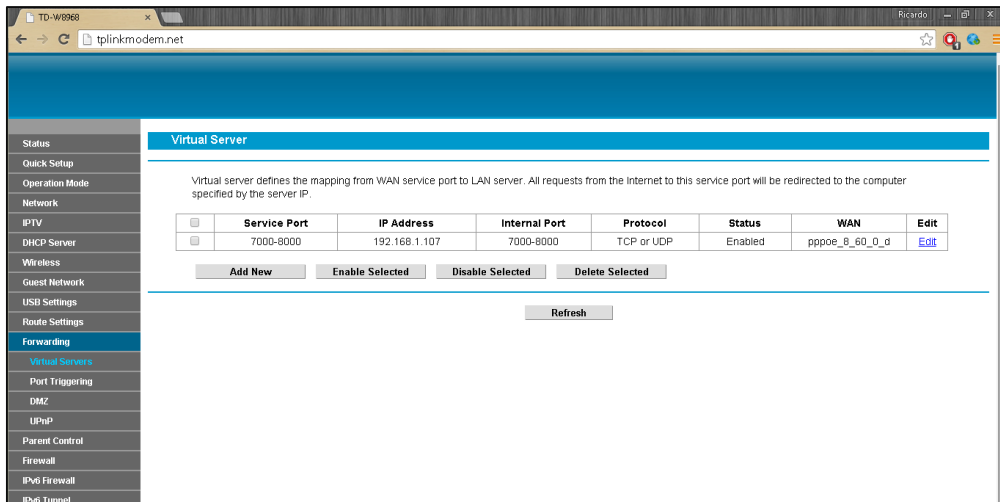 TD-W8968
Ricardo
tplinkmodem.net
1
Status
Quick Setup
Operation Mode
Network
IPTV
DHCP Server
Wireless
Guest Network
USB Settings
Route Settings
Forwarding
Virtual Servers
Port Triggering
DMZ
UPnP
Parent Control
Firewall
IPv6 Firewall
IPv6 Tunnel
Virtual Server
Virtual server defines the mapping from WAN service port to LAN server. All requests from the Internet to this service port will be redirected to the computer
specified by the server IP.
Service Port IP Address Internal Port Protocol Status WAN Edit
7000-8000 192.168.1.107 7000-8000 TCP or UDP Enabled pppoe_8_60_0_d Edit
Add New Enable Selected Disable Selected Delete Selected
Refresh